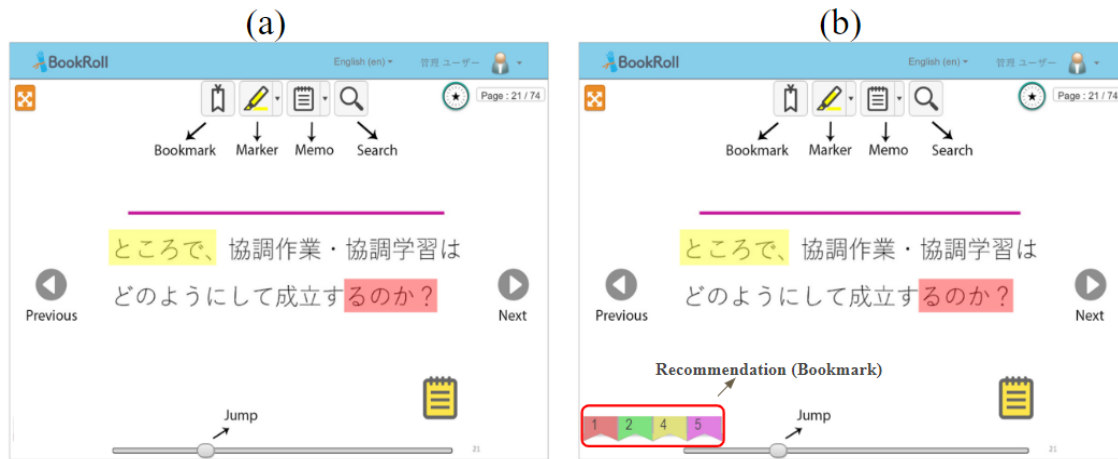 (a)
BookRoll
English (en)
管理 ユーザー
Page : 21 / 74
Bookmark Marker Memo Search
ところで、協調作業・協調学習は
どのようにして成立するのか？
Previous
Next
Jump
21
(b)
BookRoll
English (en)
管理 ユーザー
Page : 21 / 74
Bookmark Marker Memo Search
ところで、協調作業・協調学習は
どのようにして成立するのか？
Previous
Next
Recommendation (Bookmark)
1 2 4 5
Jump
21